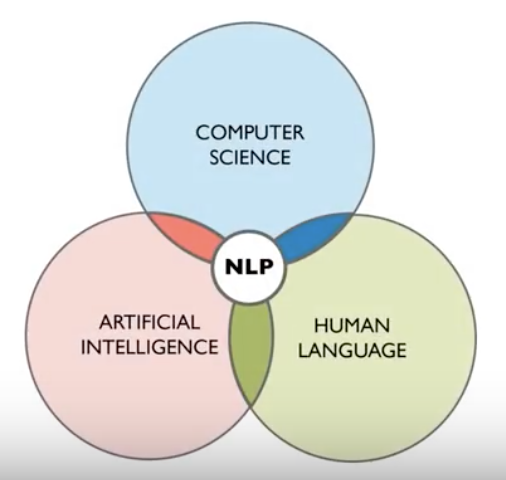 COMPUTER
SCIENCE
NLP
ARTIFICIAL
INTELLIGENCE
HUMAN
LANGUAGE